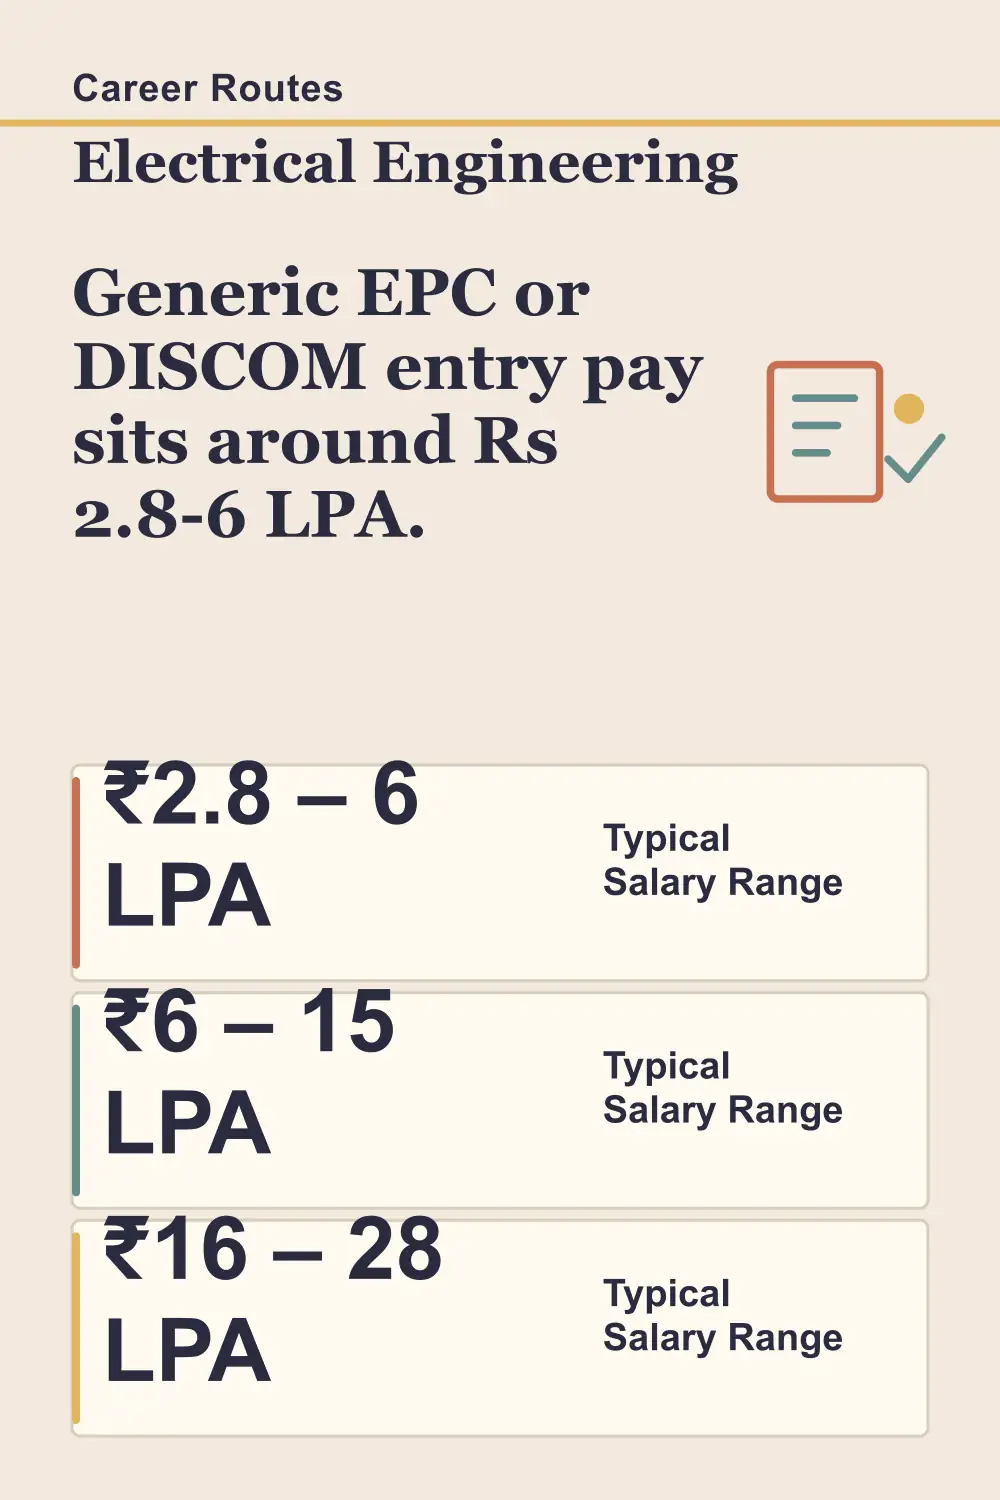 Career Routes
Electrical Engineering
Generic EPC or
DISCOM entry pay
sits around Rs
2.8-6 LPA.
₹2.8 – 6
LPA
Typical
Salary Range
₹6 – 15
LPA
Typical
Salary Range
₹16 – 28
LPA
Typical
Salary Range